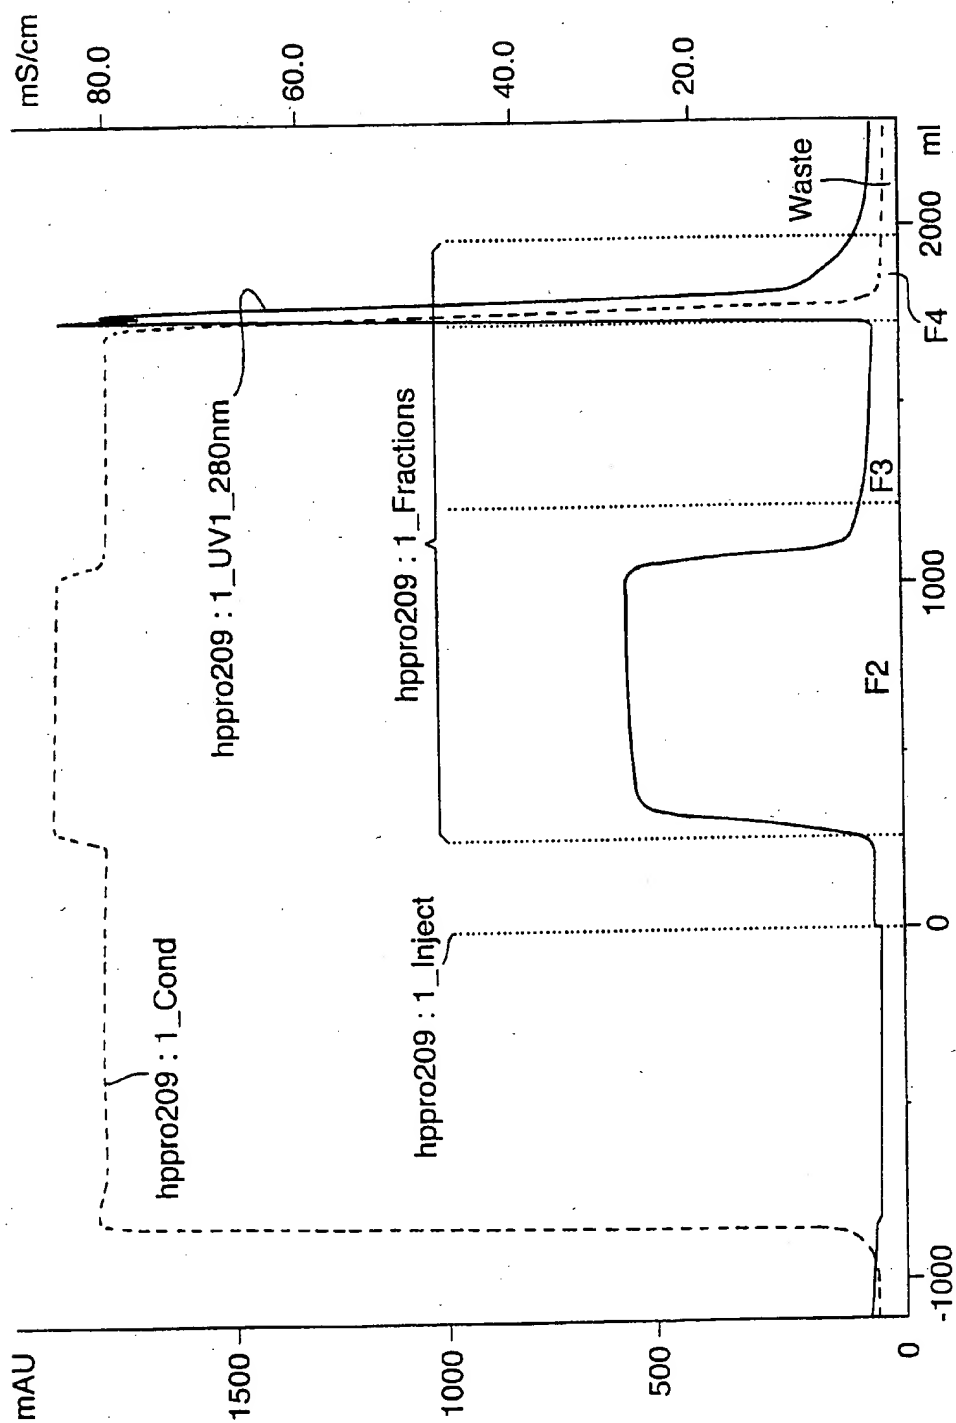 mAU
1500
1000
500
0
mS/cm
80.0
60.0
40.0
20.0
hppro209 : 1_Cond
hppro209 : 1_UV1_280nm
hppro209 : 1_Fractions
hppro209 : 1_Inject
F2
F3
F4
Waste
-1000
0
1000
2000
ml